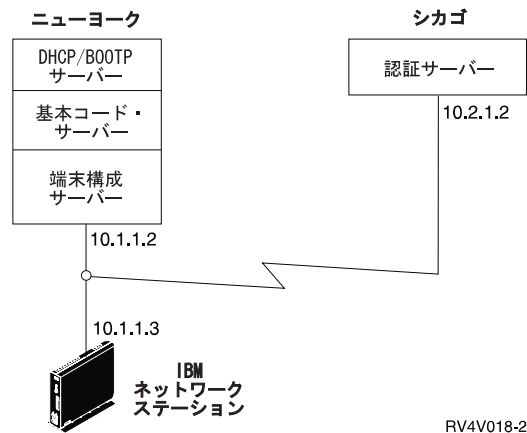 ニューヨーク
DHCP/BOOTP
サーバー
基本コード・
サーバー
端末構成
サーバー
10.1.1.2
シカゴ
認証サーバー
10.2.1.2
10.1.1.3
IBM
ネットワーク
ステーション
RV4V018-2